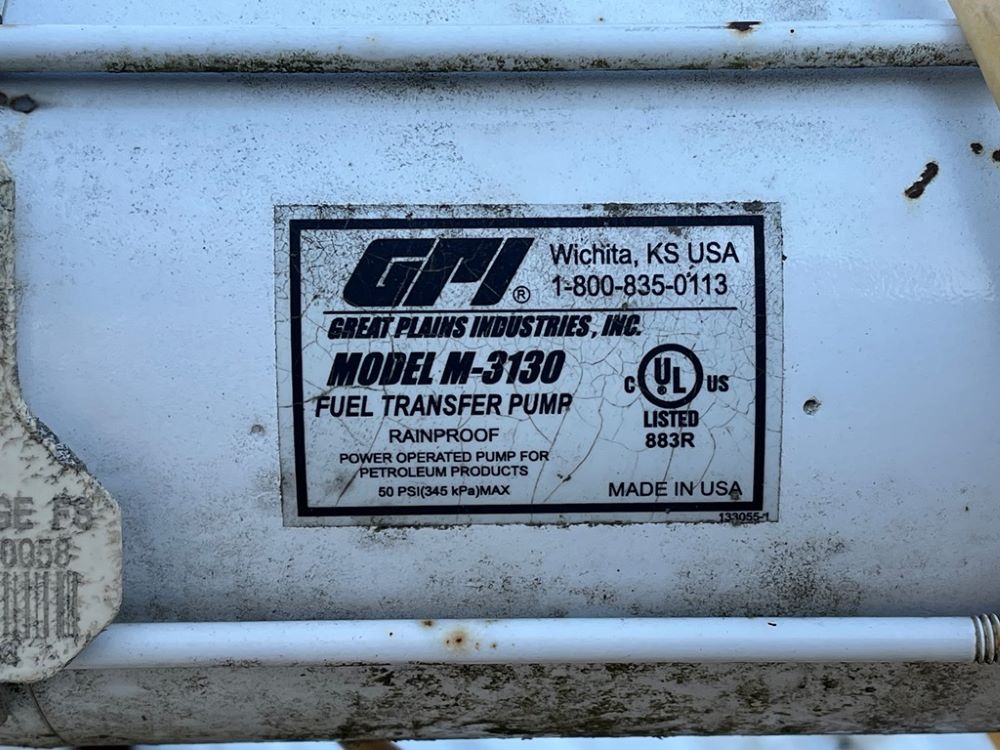 GPI ®
Wichita, KS USA
1-800-835-0113
GREAT PLAINS INDUSTRIES, INC.
MODEL M-3130
FUEL TRANSFER PUMP
RAINPROOF
POWER OPERATED PUMP FOR
PETROLEUM PRODUCTS
50 PSI(345 kPa)MAX
C UL ® US
LISTED
883R
MADE IN USA
133055-1
0058